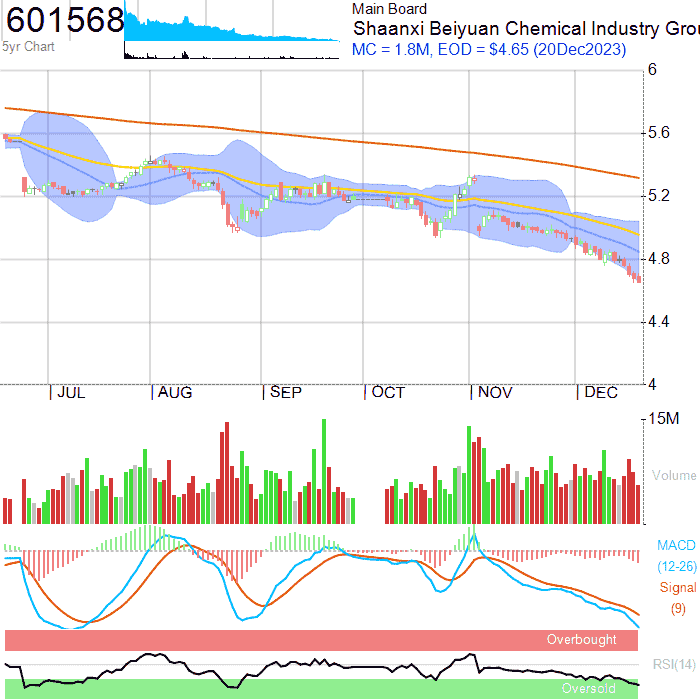 601568
5yr Chart
Main Board
Shaanxi Beiyuan Chemical Industry Grou
MC = 1.8M, EOD = $4.65 (20Dec2023)
6
5.6
5.2
4.8
4.4
4
JUL AUG SEP OCT NOV DEC
15M
Volume
MACD
(12-26)
Signal
(9)
Overbought
RSI(14)
Oversold